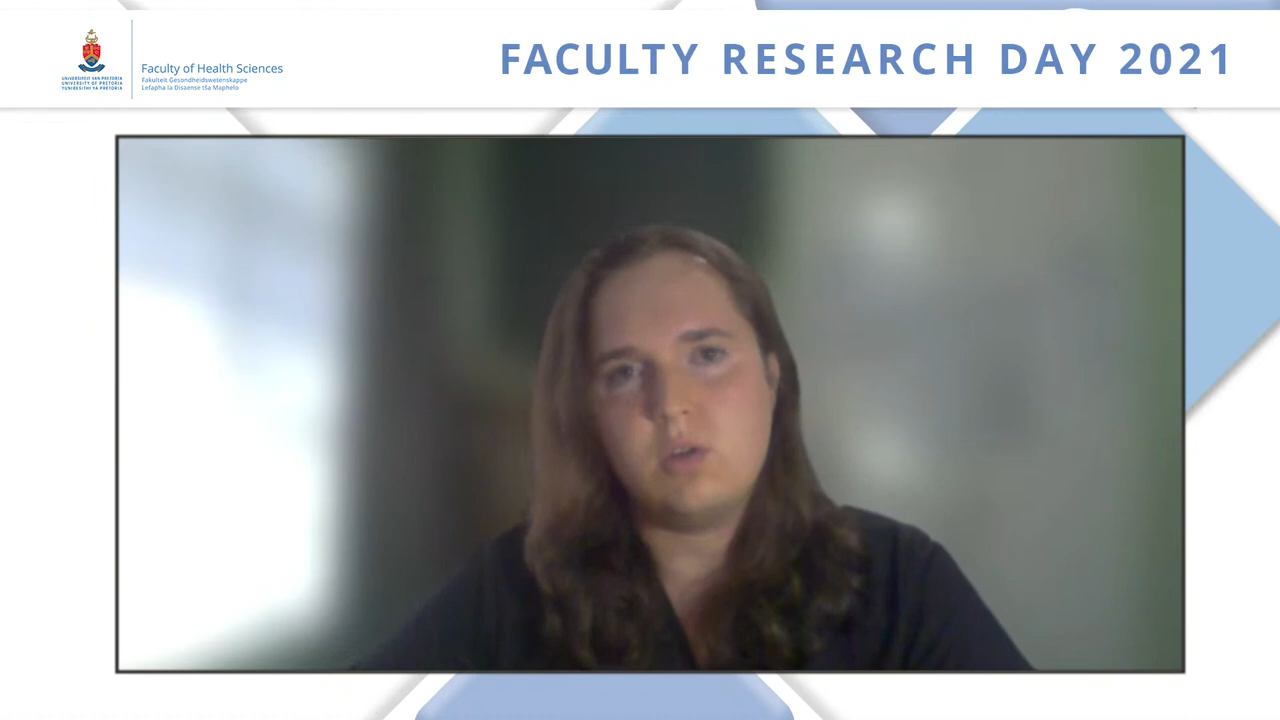 UNIVERSITEIT VAN PRETORIA
UNIVERSITY OF PRETORIA
YUNIBESITHI YA PRETORIA
Faculty of Health Sciences
Fakulteit Gesondheidswetenskappe
Lefapha la Disaense tša Maphelo
FACULTY RESEARCH DAY 2021